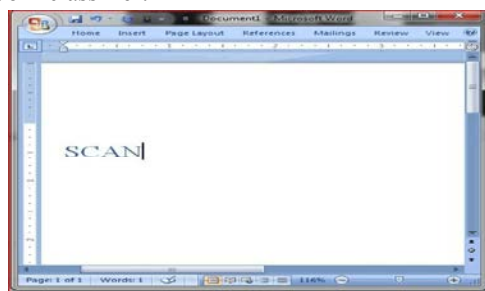 Document1 - Microsoft Word
Home Insert Page Layout References Mailings Review View
SCAN
Page: 1 of 1 Words: 1 116%